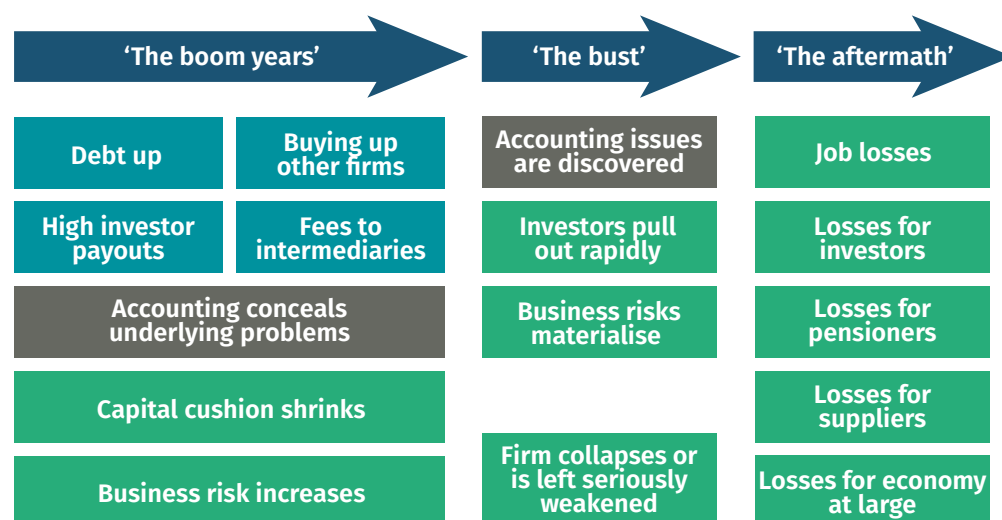 ‘The boom years’
‘The bust’
‘The aftermath’
Debt up
Buying up
other firms
High investor
payouts
Fees to
intermediaries
Accounting conceals
underlying problems
Capital cushion shrinks
Business risk increases
Accounting issues
are discovered
Investors pull
out rapidly
Business risks
materialise
Firm collapses or
is left seriously
weakened
Job losses
Losses for
investors
Losses for
pensioners
Losses for
suppliers
Losses for economy
at large